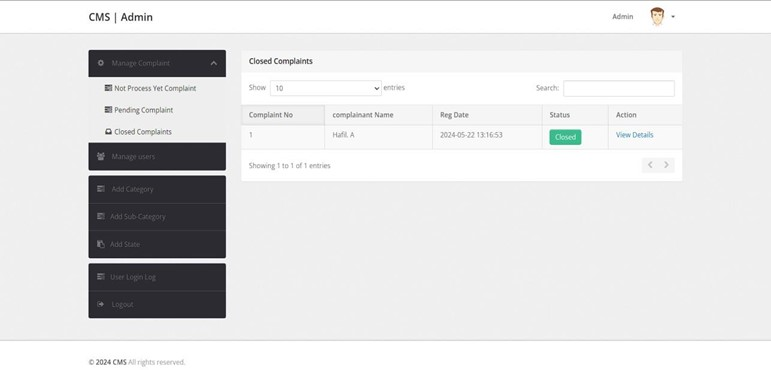 CMS | Admin
Admin
Manage Complaint
Not Process Yet Complaint
Pending Complaint
Closed Complaints
Manage users
Add Category
Add Sub-Category
Add State
User Login Log
Logout
Closed Complaints
Show 10 entries
Search:
Complaint No complainant Name Reg Date Status Action
1 Hafil. A 2024-05-22 13:16:53 Closed View Details
Showing 1 to 1 of 1 entries
© 2024 CMS All rights reserved.